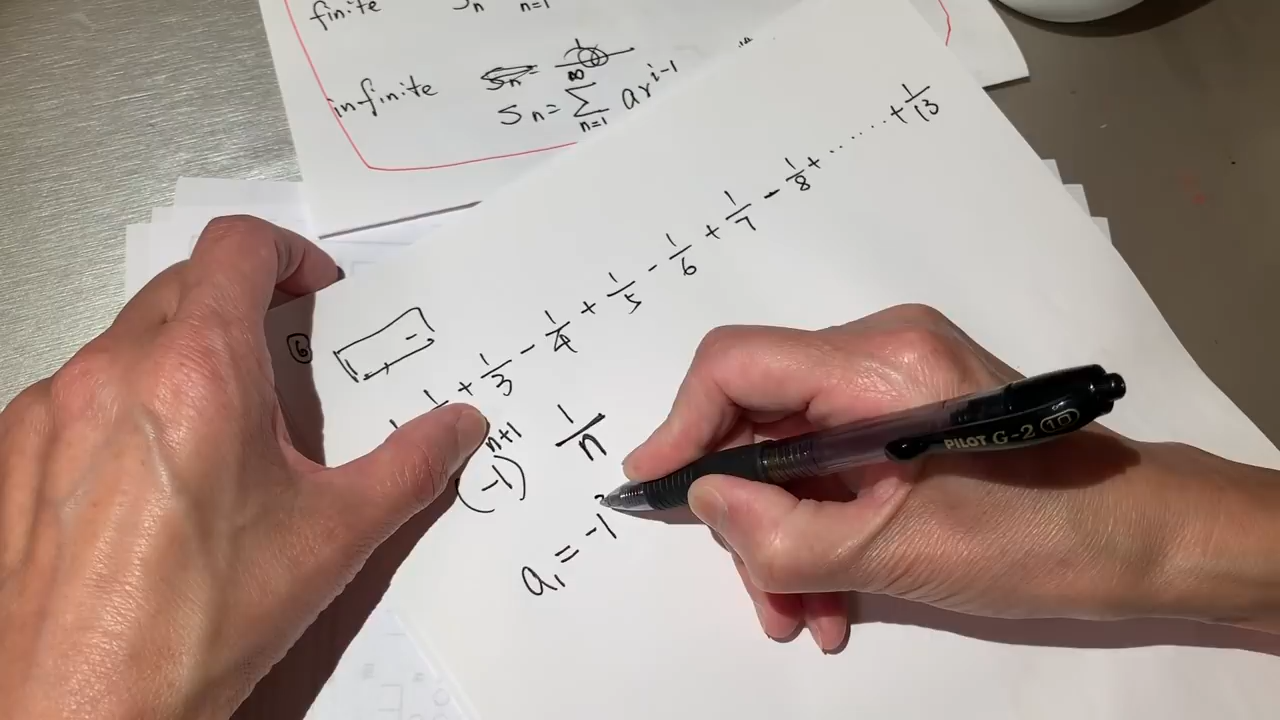 finite Sn n=1
infinite
∞
Sn = Σ ar^(i-1)
n=1
6
+ 1/3 - 1/4 + 1/5 - 1/6 + 1/7 - 1/8 + ...... + 1/13
(-1)^(n+1) 1/n
a₁ = -1
PILOT G-2 10